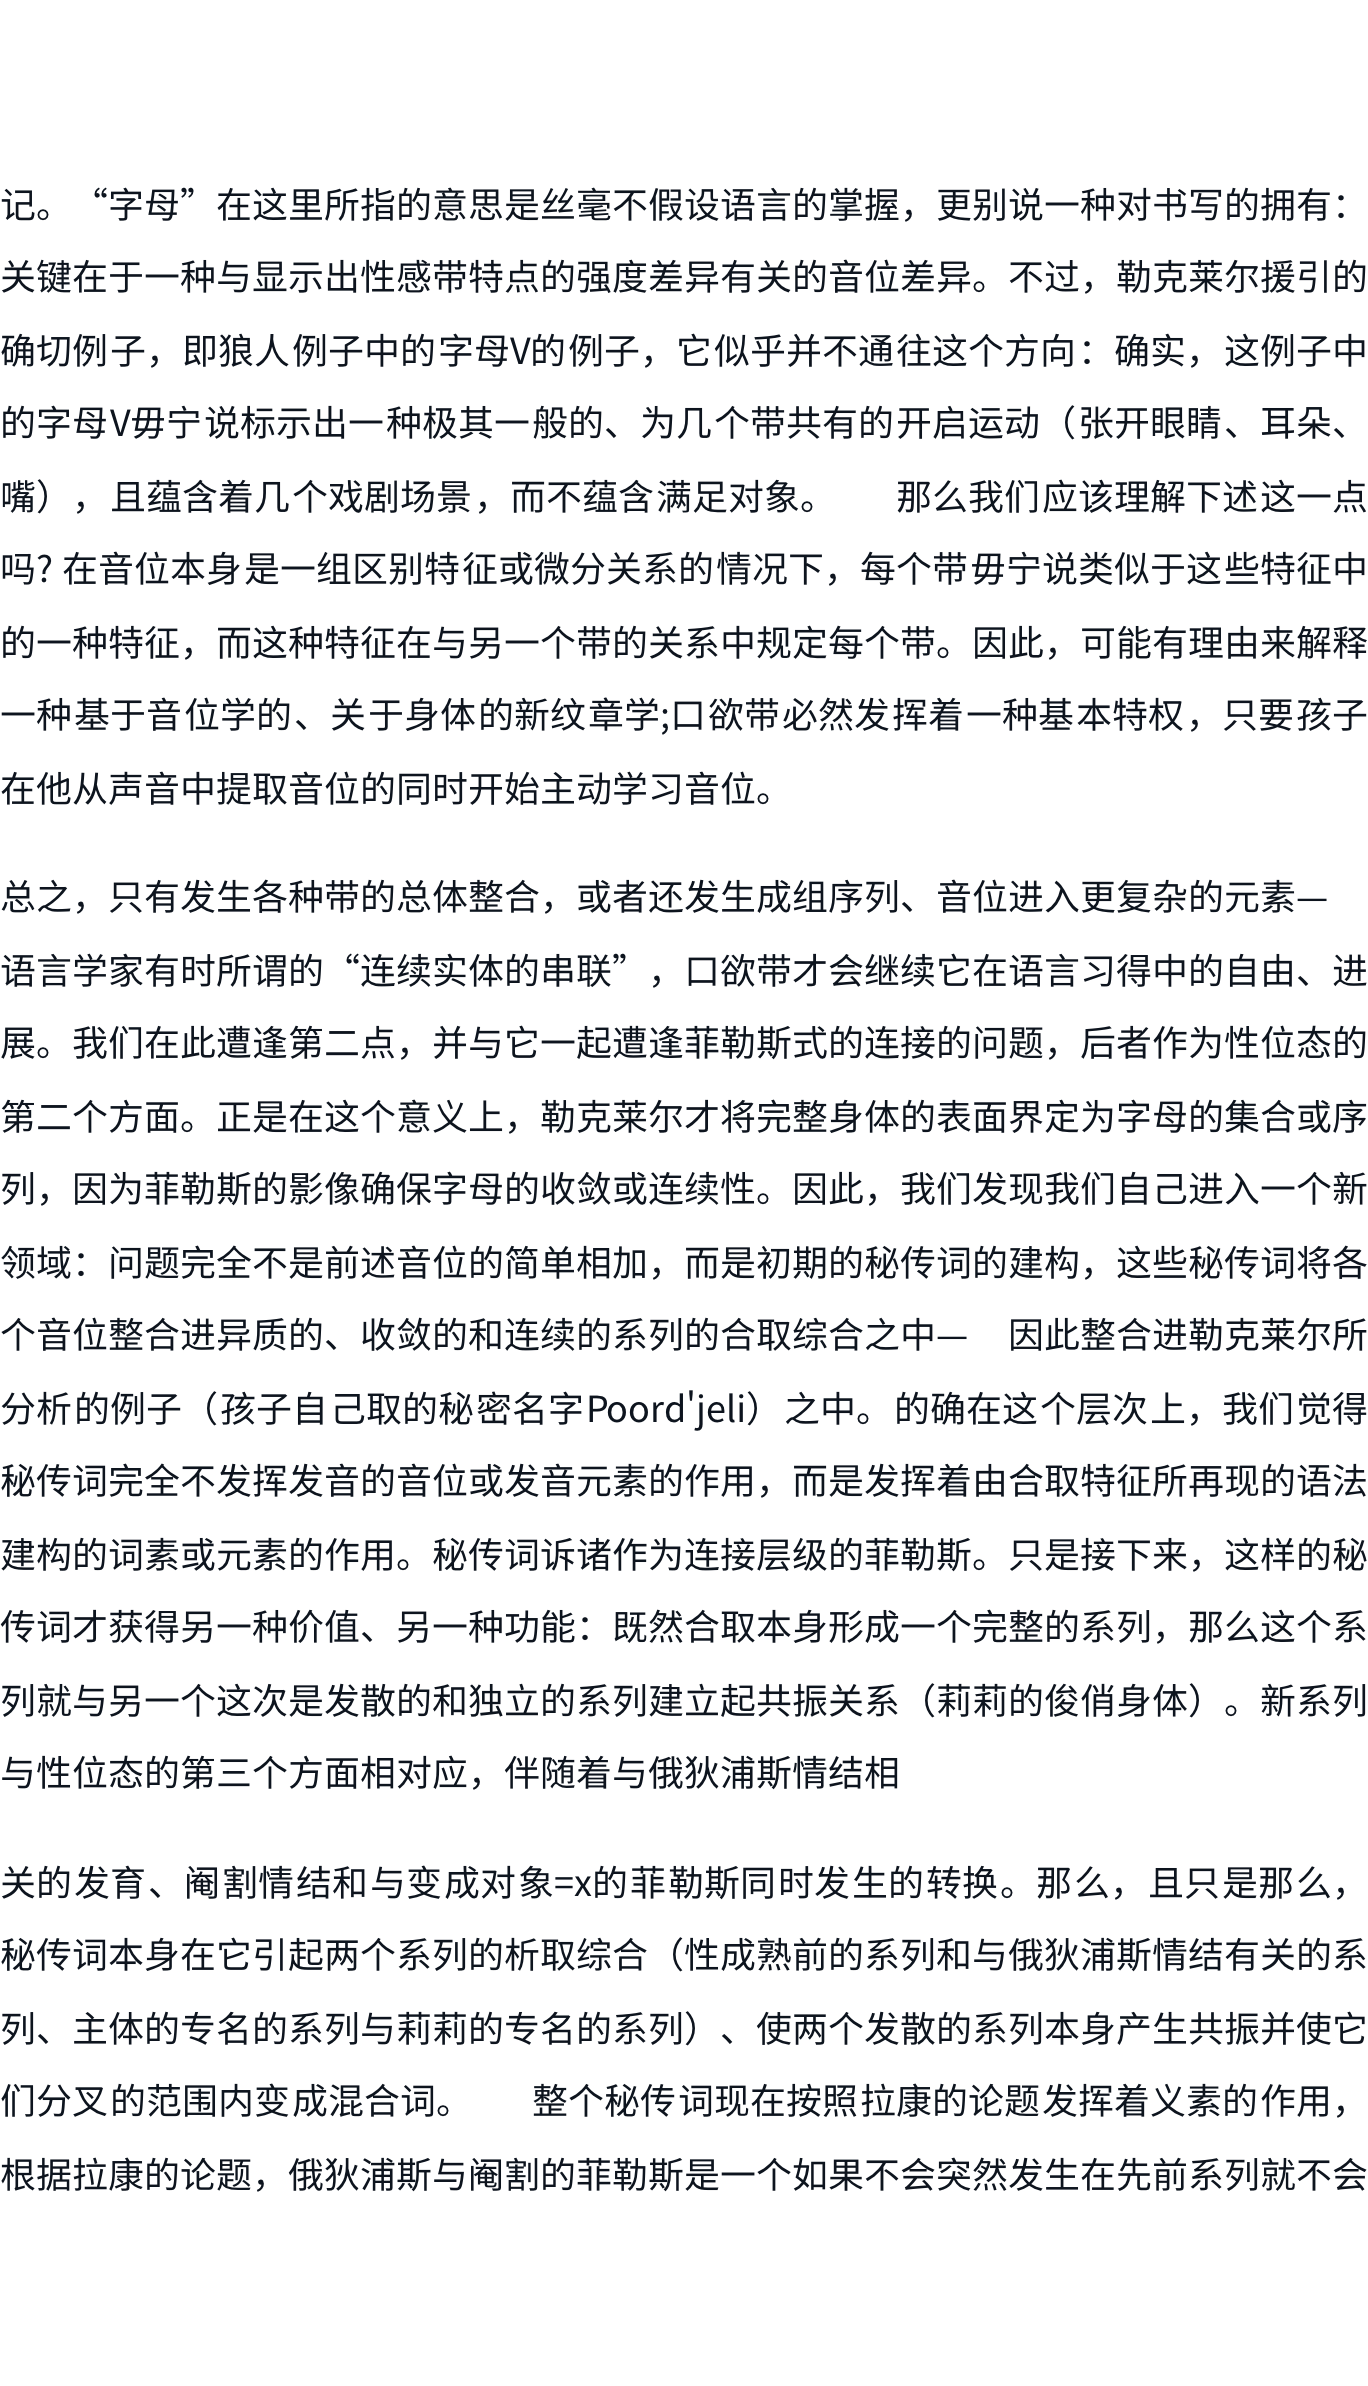 记。“字母”在这里所指的意思是丝毫不假设语言的掌握，更别说一种对书写的拥有：
关键在于一种与显示出性感带特点的强度差异有关的音位差异。不过，勒克莱尔援引的
确切例子，即狼人例子中的字母V的例子，它似乎并不通往这个方向：确实，这例子中
的字母V毋宁说标示出一种极其一般的、为几个带共有的开启运动（张开眼睛、耳朵、
嘴），且蕴含着几个戏剧场景，而不蕴含满足对象。　　那么我们应该理解下述这一点
吗? 在音位本身是一组区别特征或微分关系的情况下，每个带毋宁说类似于这些特征中
的一种特征，而这种特征在与另一个带的关系中规定每个带。因此，可能有理由来解释
一种基于音位学的、关于身体的新纹章学;口欲带必然发挥着一种基本特权，只要孩子
在他从声音中提取音位的同时开始主动学习音位。
总之，只有发生各种带的总体整合，或者还发生成组序列、音位进入更复杂的元素—
语言学家有时所谓的“连续实体的串联”，口欲带才会继续它在语言习得中的自由、进
展。我们在此遭逢第二点，并与它一起遭逢菲勒斯式的连接的问题，后者作为性位态的
第二个方面。正是在这个意义上，勒克莱尔才将完整身体的表面界定为字母的集合或序
列，因为菲勒斯的影像确保字母的收敛或连续性。因此，我们发现我们自己进入一个新
领域：问题完全不是前述音位的简单相加，而是初期的秘传词的建构，这些秘传词将各
个音位整合进异质的、收敛的和连续的系列的合取综合之中—　因此整合进勒克莱尔所
分析的例子（孩子自己取的秘密名字Poord'jeli）之中。的确在这个层次上，我们觉得
秘传词完全不发挥发音的音位或发音元素的作用，而是发挥着由合取特征所再现的语法
建构的词素或元素的作用。秘传词诉诸作为连接层级的菲勒斯。只是接下来，这样的秘
传词才获得另一种价值、另一种功能：既然合取本身形成一个完整的系列，那么这个系
列就与另一个这次是发散的和独立的系列建立起共振关系（莉莉的俊俏身体）。新系列
与性位态的第三个方面相对应，伴随着与俄狄浦斯情结相
关的发育、阉割情结和与变成对象=x的菲勒斯同时发生的转换。那么，且只是那么，
秘传词本身在它引起两个系列的析取综合（性成熟前的系列和与俄狄浦斯情结有关的系
列、主体的专名的系列与莉莉的专名的系列）、使两个发散的系列本身产生共振并使它
们分叉的范围内变成混合词。　　整个秘传词现在按照拉康的论题发挥着义素的作用，
根据拉康的论题，俄狄浦斯与阉割的菲勒斯是一个如果不会突然发生在先前系列就不会